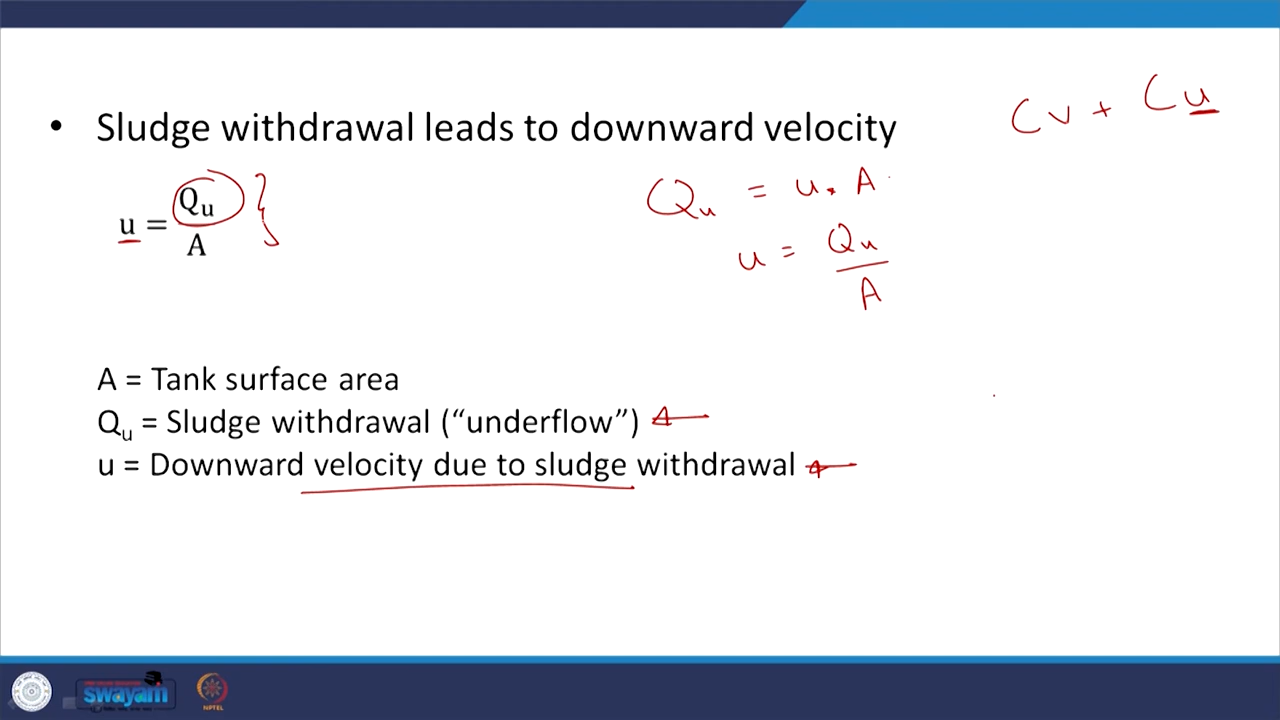 Cv + Cu
• Sludge withdrawal leads to downward velocity
u = Qu / A
Qu = u . A
u = Qu / A
A = Tank surface area
Qu = Sludge withdrawal (“underflow”)
u = Downward velocity due to sludge withdrawal
swayam
NPTEL